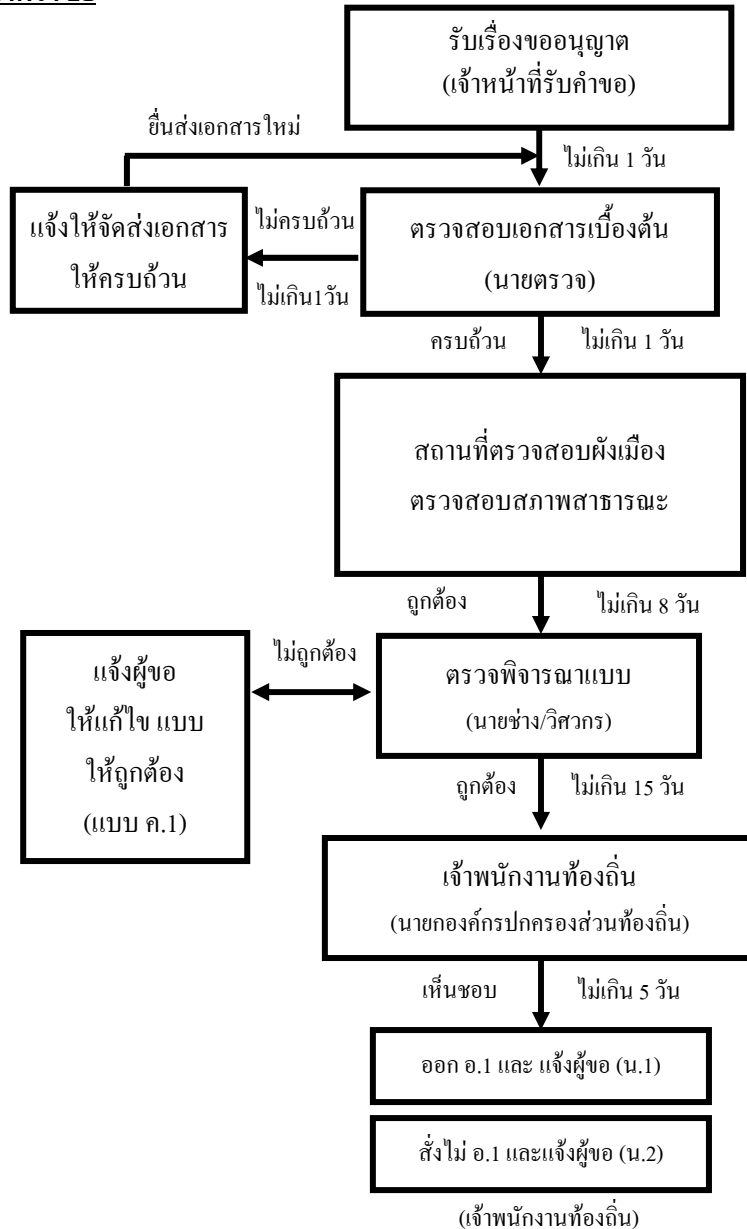 รับเรื่องขออนุญาต
(เจ้าหน้าที่รับคำขอ)
ยื่นส่งเอกสารใหม่
ไม่เกิน 1 วัน
แจ้งให้จัดส่งเอกสาร
ให้ครบถ้วน
ไม่ครบถ้วน
ไม่เกิน1วัน
ตรวจสอบเอกสารเบื้องต้น
(นายตรวจ)
ครบถ้วน
ไม่เกิน 1 วัน
สถานที่ตรวจสอบผังเมือง
ตรวจสอบสภาพสาธารณะ
ถูกต้อง
ไม่เกิน 8 วัน
แจ้งผู้ขอ
ให้แก้ไข แบบ
ให้ถูกต้อง
(แบบ ค.1)
ไม่ถูกต้อง
ตรวจพิจารณาแบบ
(นายช่าง/วิศวกร)
ถูกต้อง
ไม่เกิน 15 วัน
เจ้าพนักงานท้องถิ่น
(นายกองค์กรปกครองส่วนท้องถิ่น)
เห็นชอบ
ไม่เกิน 5 วัน
ออก อ.1 และ แจ้งผู้ขอ (น.1)
สั่งไม่ อ.1 และแจ้งผู้ขอ (น.2)
(เจ้าพนักงานท้องถิ่น)